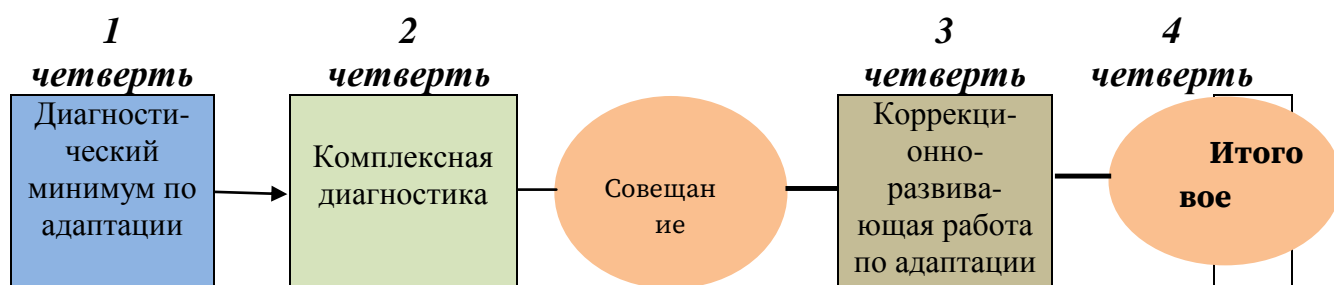 1
четверть
2
четверть
3
четверть
4
четверть
Диагности-
ческий
минимум по
адаптации
Комплексная
диагностика
Совещан
ие
Коррекци-
онно-
развива-
ющая работа
по адаптации
Итого
вое